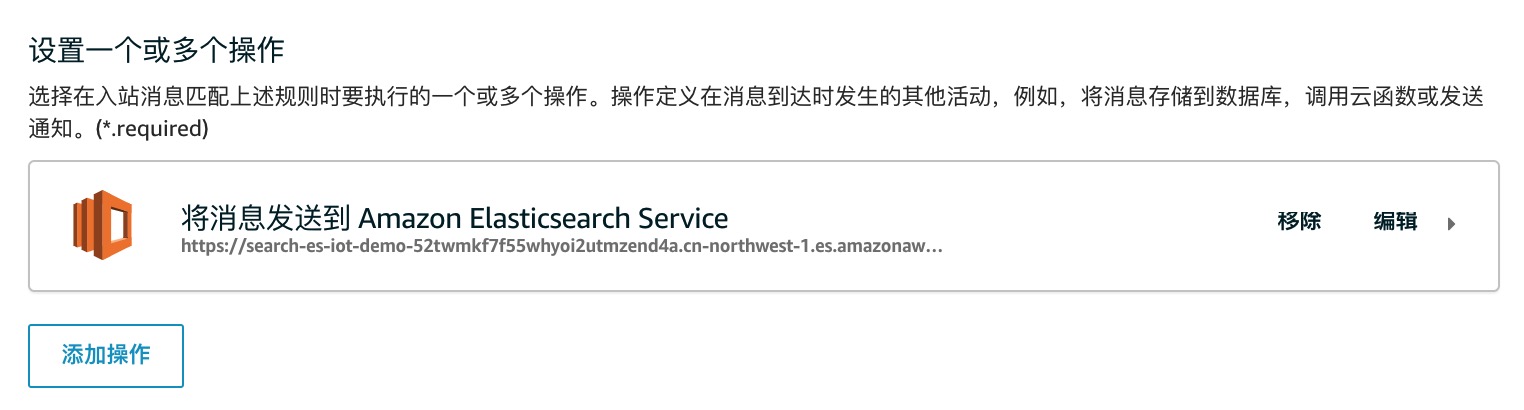 设置一个或多个操作
选择在入站消息匹配上述规则时要执行的一个或多个操作。操作定义在消息到达时发生的其他活动，例如，将消息存储到数据库，调用云函数或发送
通知。(*.required)
将消息发送到 Amazon Elasticsearch Service
移除 编辑
https://search-es-iot-demo-52twmkf7f55whyoi2utmzend4a.cn-northwest-1.es.amazonaw...
添加操作